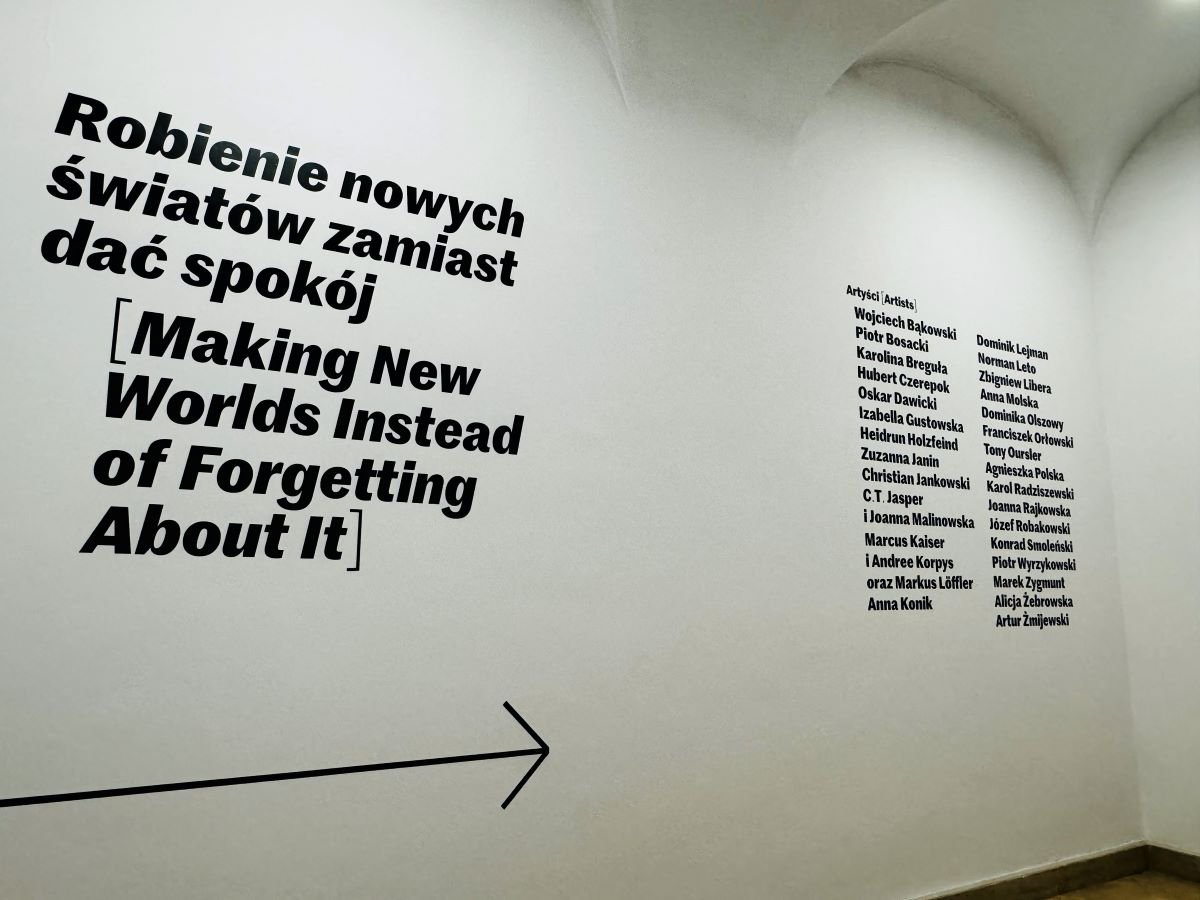 Robienie nowych
światów zamiast
dać spokój
[Making New
Worlds Instead
of Forgetting
About It]
Artyści [Artists]
Wojciech Bąkowski
Piotr Bosacki
Karolina Breguła
Hubert Czerepok
Oskar Dawicki
Izabella Gustowska
Heidrun Holzfeind
Zuzanna Janin
Christian Jankowski
C.T. Jasper
i Joanna Malinowska
Marcus Kaiser
i Andree Korpys
oraz Markus Löffler
Anna Konik
Dominik Lejman
Norman Leto
Zbigniew Libera
Anna Molska
Dominika Olszowy
Franciszek Orłowski
Tony Oursler
Agnieszka Polska
Karol Radziszewski
Joanna Rajkowska
Józef Robakowski
Konrad Smoleński
Piotr Wyrzykowski
Marek Zygmunt
Alicja Żebrowska
Artur Żmijewski